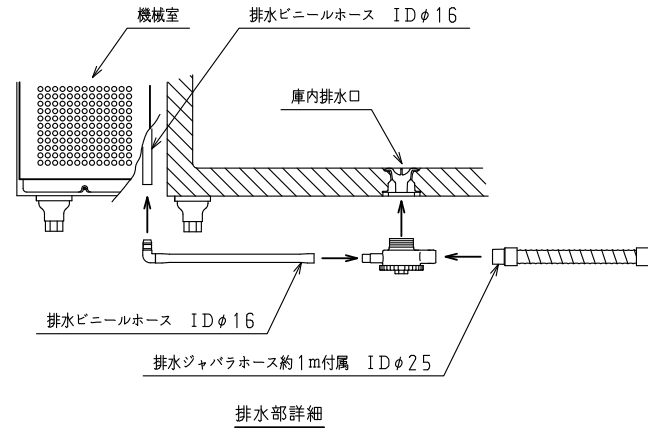 機械室
排水ビニールホース IDφ16
庫内排水口
排水ビニールホース IDφ16
排水ジャバラホース約1m付属 IDφ25
排水部詳細